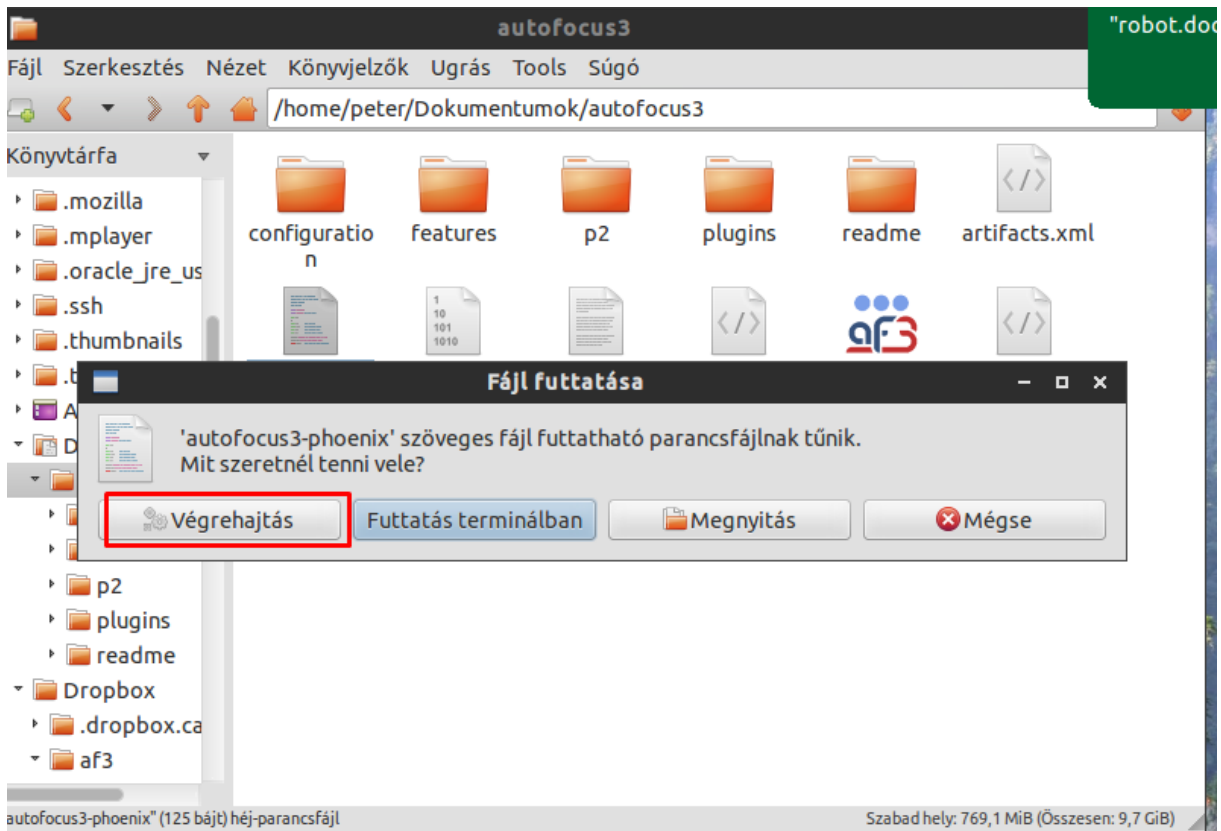 autofocus3
"robot.doc
Fájl Szerkesztés Nézet Könyvjelzők Ugrás Tools Súgó
/home/peter/Dokumentumok/autofocus3
Könyvtárfa
.mozilla
.mplayer
.oracle_jre_us
.ssh
.thumbnails
.t
A
D
p2
plugins
readme
Dropbox
.dropbox.ca
af3
configuratio
n
features
p2
plugins
readme
artifacts.xml
1
10
101
1010
af3
Fájl futtatása
'autofocus3-phoenix' szöveges fájl futtatható parancsfájlnak tűnik.
Mit szeretnél tenni vele?
Végrehajtás Futtatás terminálban Megnyitás Mégse
autofocus3-phoenix" (125 bájt) héj-parancsfájl
Szabad hely: 769,1 MiB (Összesen: 9,7 GiB)